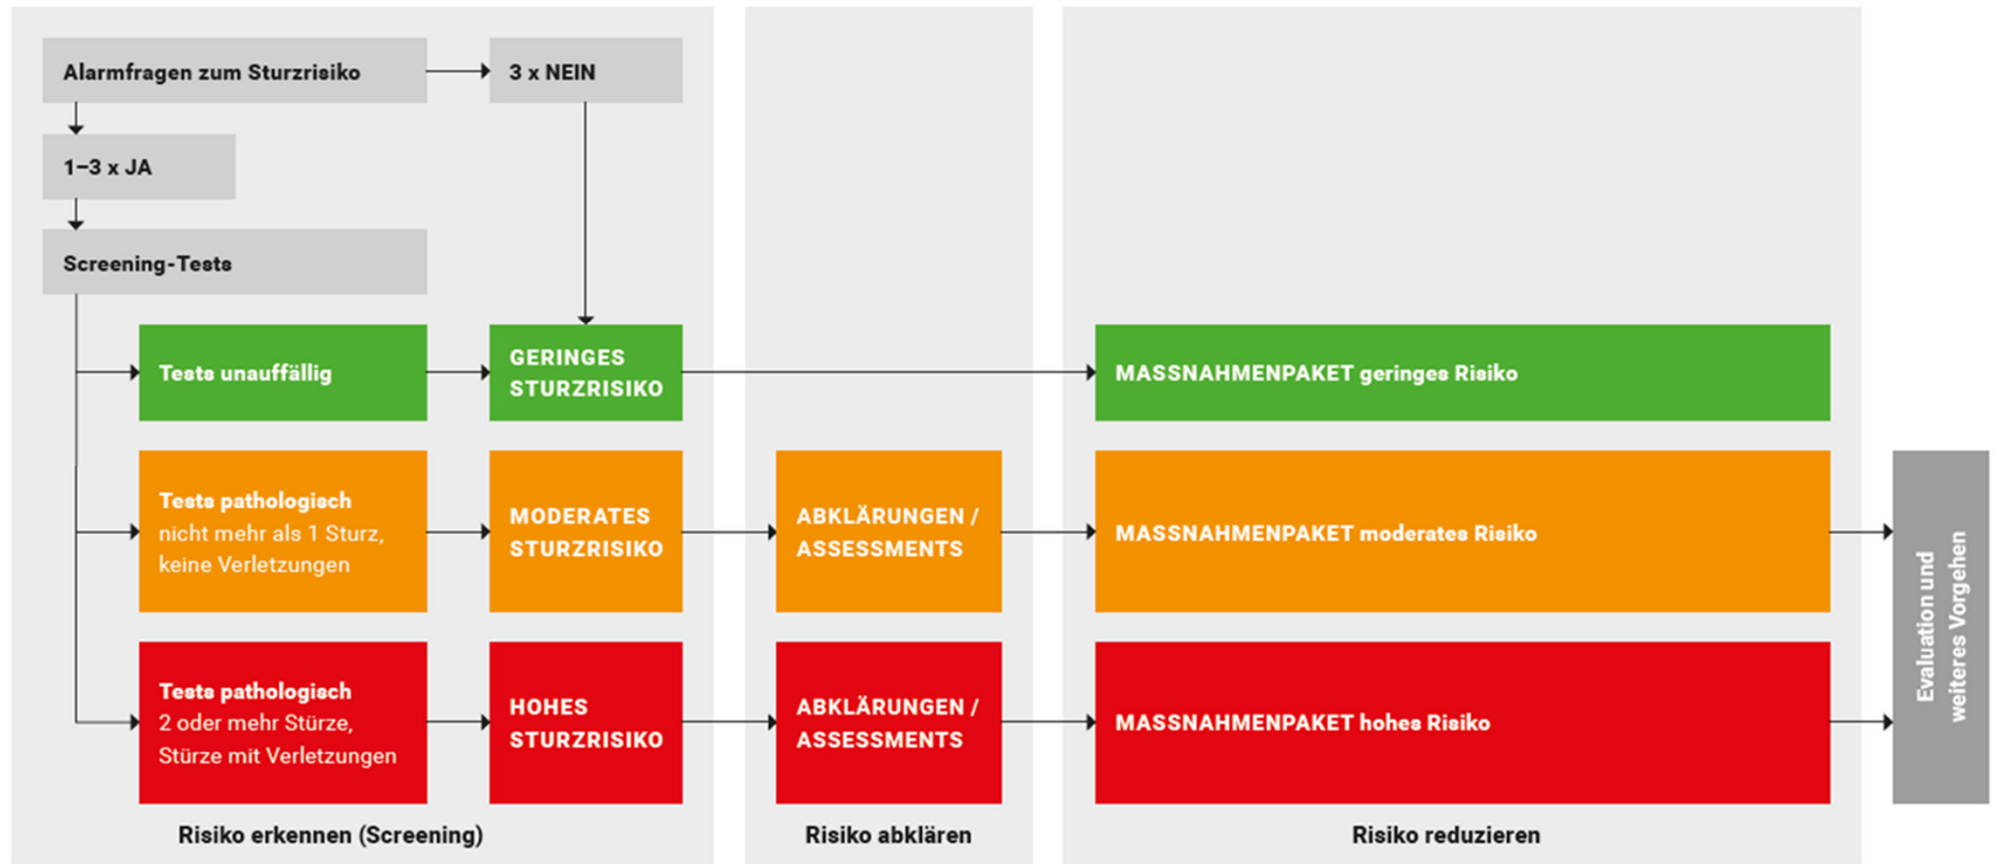 Alarmfragen zum Sturzrisiko
3 x NEIN
1–3 x JA
Screening-Tests
Tests unauffällig
GERINGES
STURZRISIKO
MASSNAHMENPAKET geringes Risiko
Tests pathologisch
nicht mehr als 1 Sturz,
keine Verletzungen
MODERATES
STURZRISIKO
ABKLÄRUNGEN /
ASSESSMENTS
MASSNAHMENPAKET moderates Risiko
Tests pathologisch
2 oder mehr Stürze,
Stürze mit Verletzungen
HOHES
STURZRISIKO
ABKLÄRUNGEN /
ASSESSMENTS
MASSNAHMENPAKET hohes Risiko
Evaluation und
weiteres Vorgehen
Risiko erkennen (Screening)
Risiko abklären
Risiko reduzieren